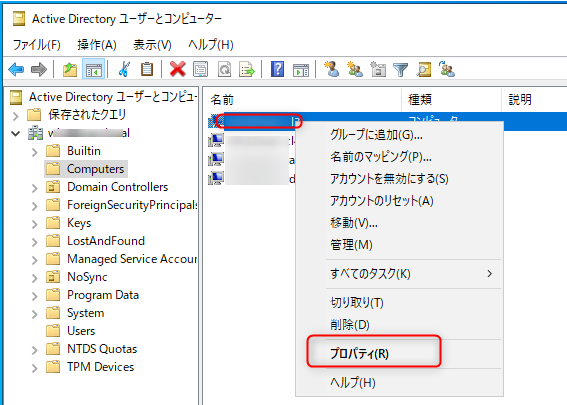 Active Directory ユーザーとコンピューター
ファイル(F) 操作(A) 表示(V) ヘルプ(H)
Active Directory ユーザーとコンピュ
保存されたクエリ
Builtin
Computers
Domain Controllers
ForeignSecurityPrincipals
Keys
LostAndFound
Managed Service Accour
NoSync
Program Data
System
Users
NTDS Quotas
TPM Devices
名前 種類 説明
コンピューター
グループに追加(G)...
名前のマッピング(P)...
アカウントを無効にする(S)
アカウントのリセット(A)
移動(V)...
管理(M)
すべてのタスク(K)
切り取り(T)
削除(D)
プロパティ(R)
ヘルプ(H)